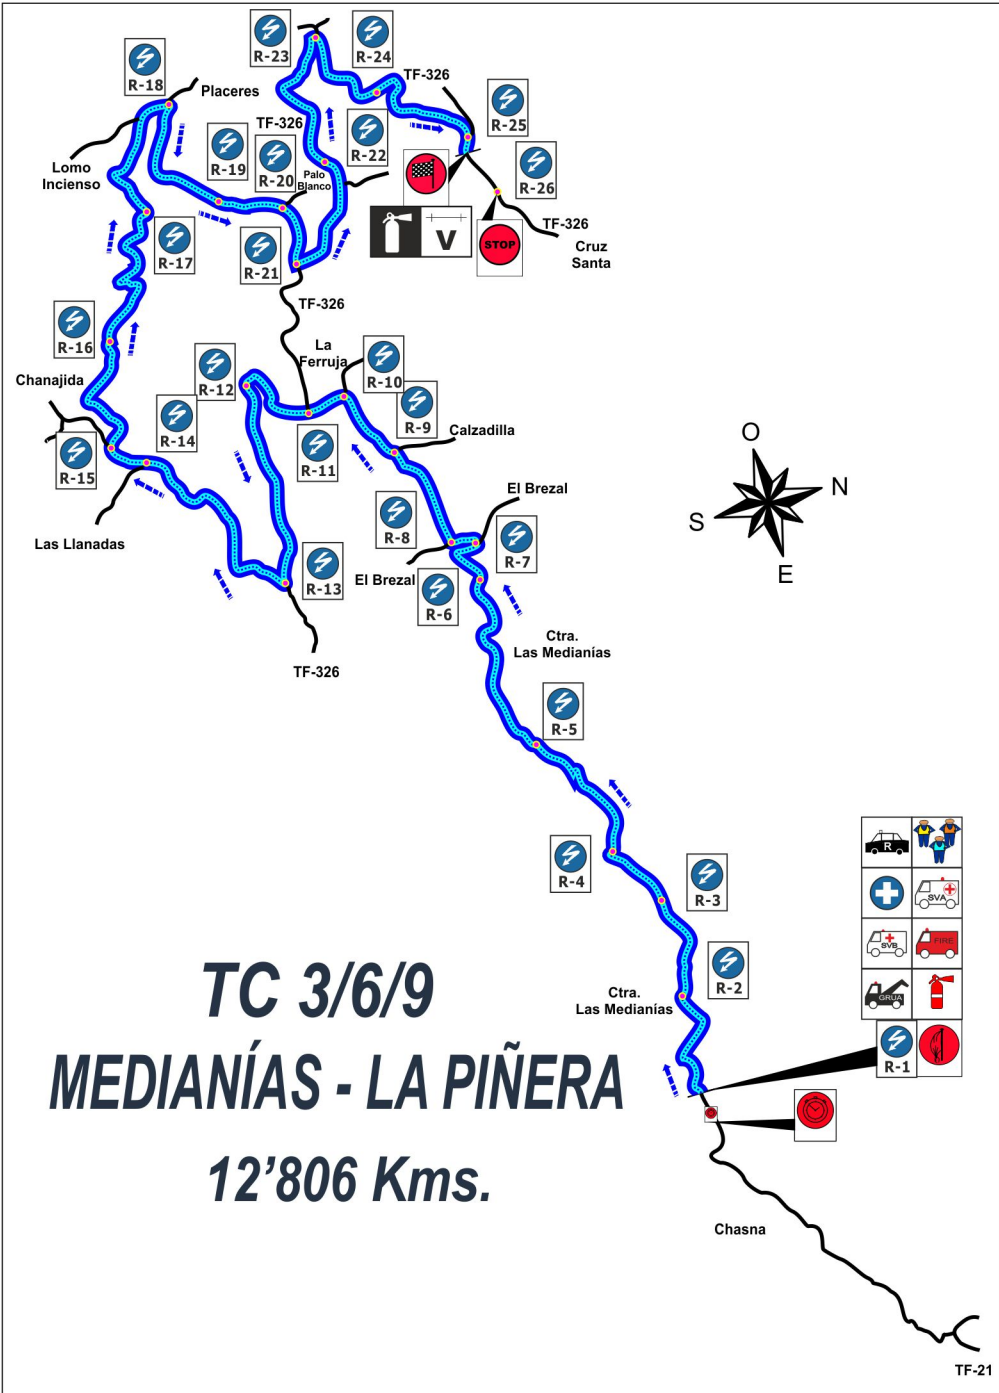 R-23
R-24
R-18
TF-326
Placeres
R-25
TF-326
R-19
R-22
R-20
Palo
Blanco
Lomo
Incienso
R-26
R-17
R-21
V
STOP
TF-326
Cruz
Santa
TF-326
R-16
La
Ferruja
R-12
R-10
Chanajida
R-14
R-9
Calzadilla
R-11
R-15
O
N
S
E
El Brezal
R-8
R-7
Las Llanadas
El Brezal
R-13
R-6
Ctra.
Las Medianías
TF-326
R-5
R
R-4
R-3
SVA
SVB
FIRE
R-2
GRUA
Ctra.
Las Medianías
TC 3/6/9
MEDIANÍAS - LA PIÑERA
12’806 Kms.
R-1
Chasna
TF-21